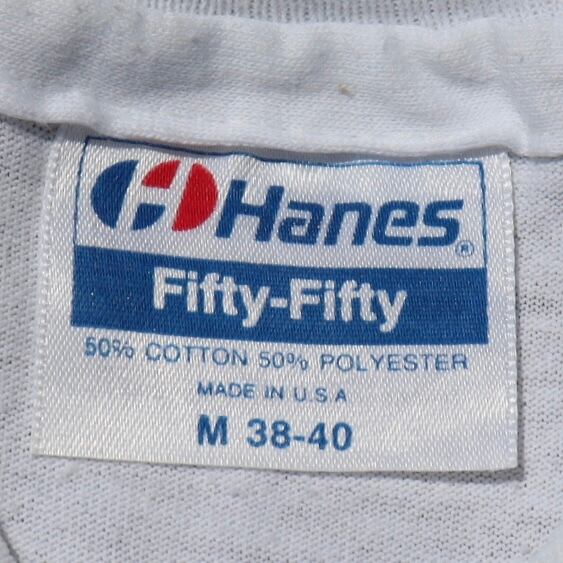 Hanes®
Fifty-Fifty
50% COTTON 50% POLYESTER
MADE IN U.S.A
M 38-40